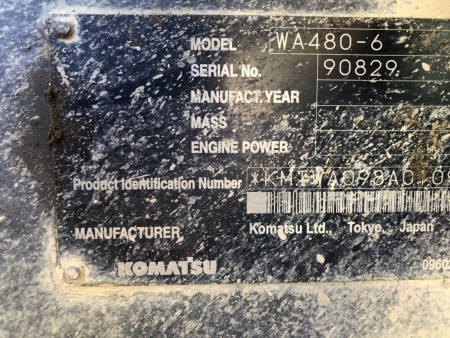 MODEL WA480-6
SERIAL No. 90829
MANUFACT.YEAR
MASS
ENGINE POWER
Product Identification Number
MANUFACTURER Komatsu Ltd., Tokyo, Japan
KOMATSU 0960